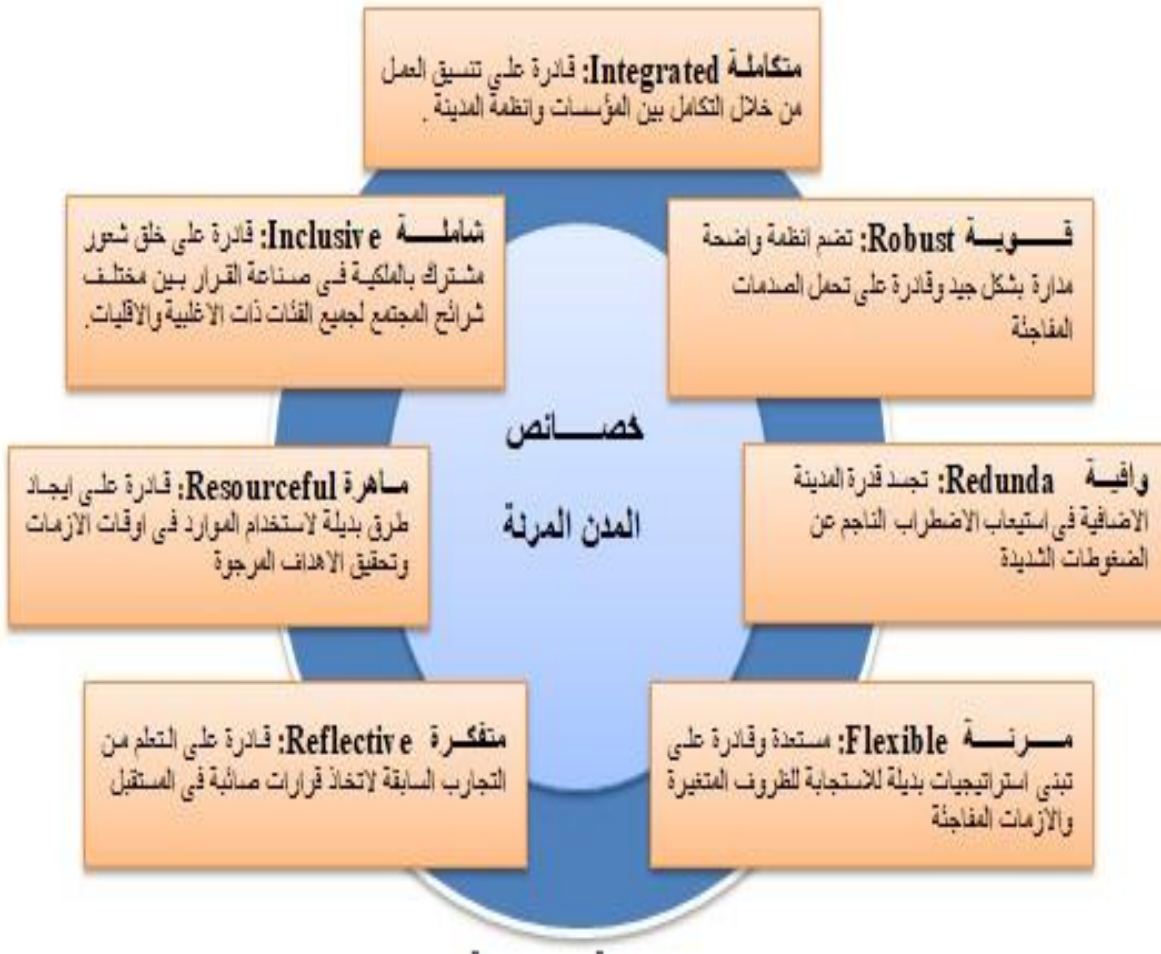 متكاملة Integrated: قادرة على تنسيق العمل
من خلال التكامل بين المؤسسات وانظمة المدينة .
قوية Robust: تضم انظمة واضحة
مدارة بشكل جيد وقادرة على تحمل الصدمات
المفاجئة
شاملة Inclusive: قادرة على خلق شعور
مشترك بالملكية فى صناعة القرار بين مختلف
شرائح المجتمع لجميع الفئات ذات الاغلبية والاقليات.
خصائص
المدن المرنة
وافية Redunda: تجسد قدرة المدينة
الاضافية فى استيعاب الاضطراب الناجم عن
الضغوطات الشديدة
ماهرة Resourceful: قادرة على ايجاد
طرق بديلة لاستخدام الموارد فى اوقات الازمات
وتحقيق الاهداف المرجوة
مرنة Flexible: مستعدة وقادرة على
تبنى استراتيجيات بديلة للاستجابة للظروف المتغيرة
والازمات المفاجئة
متفكرة Reflective: قادرة على التعلم من
التجارب السابقة لاتخاذ قرارات صائبة فى المستقبل